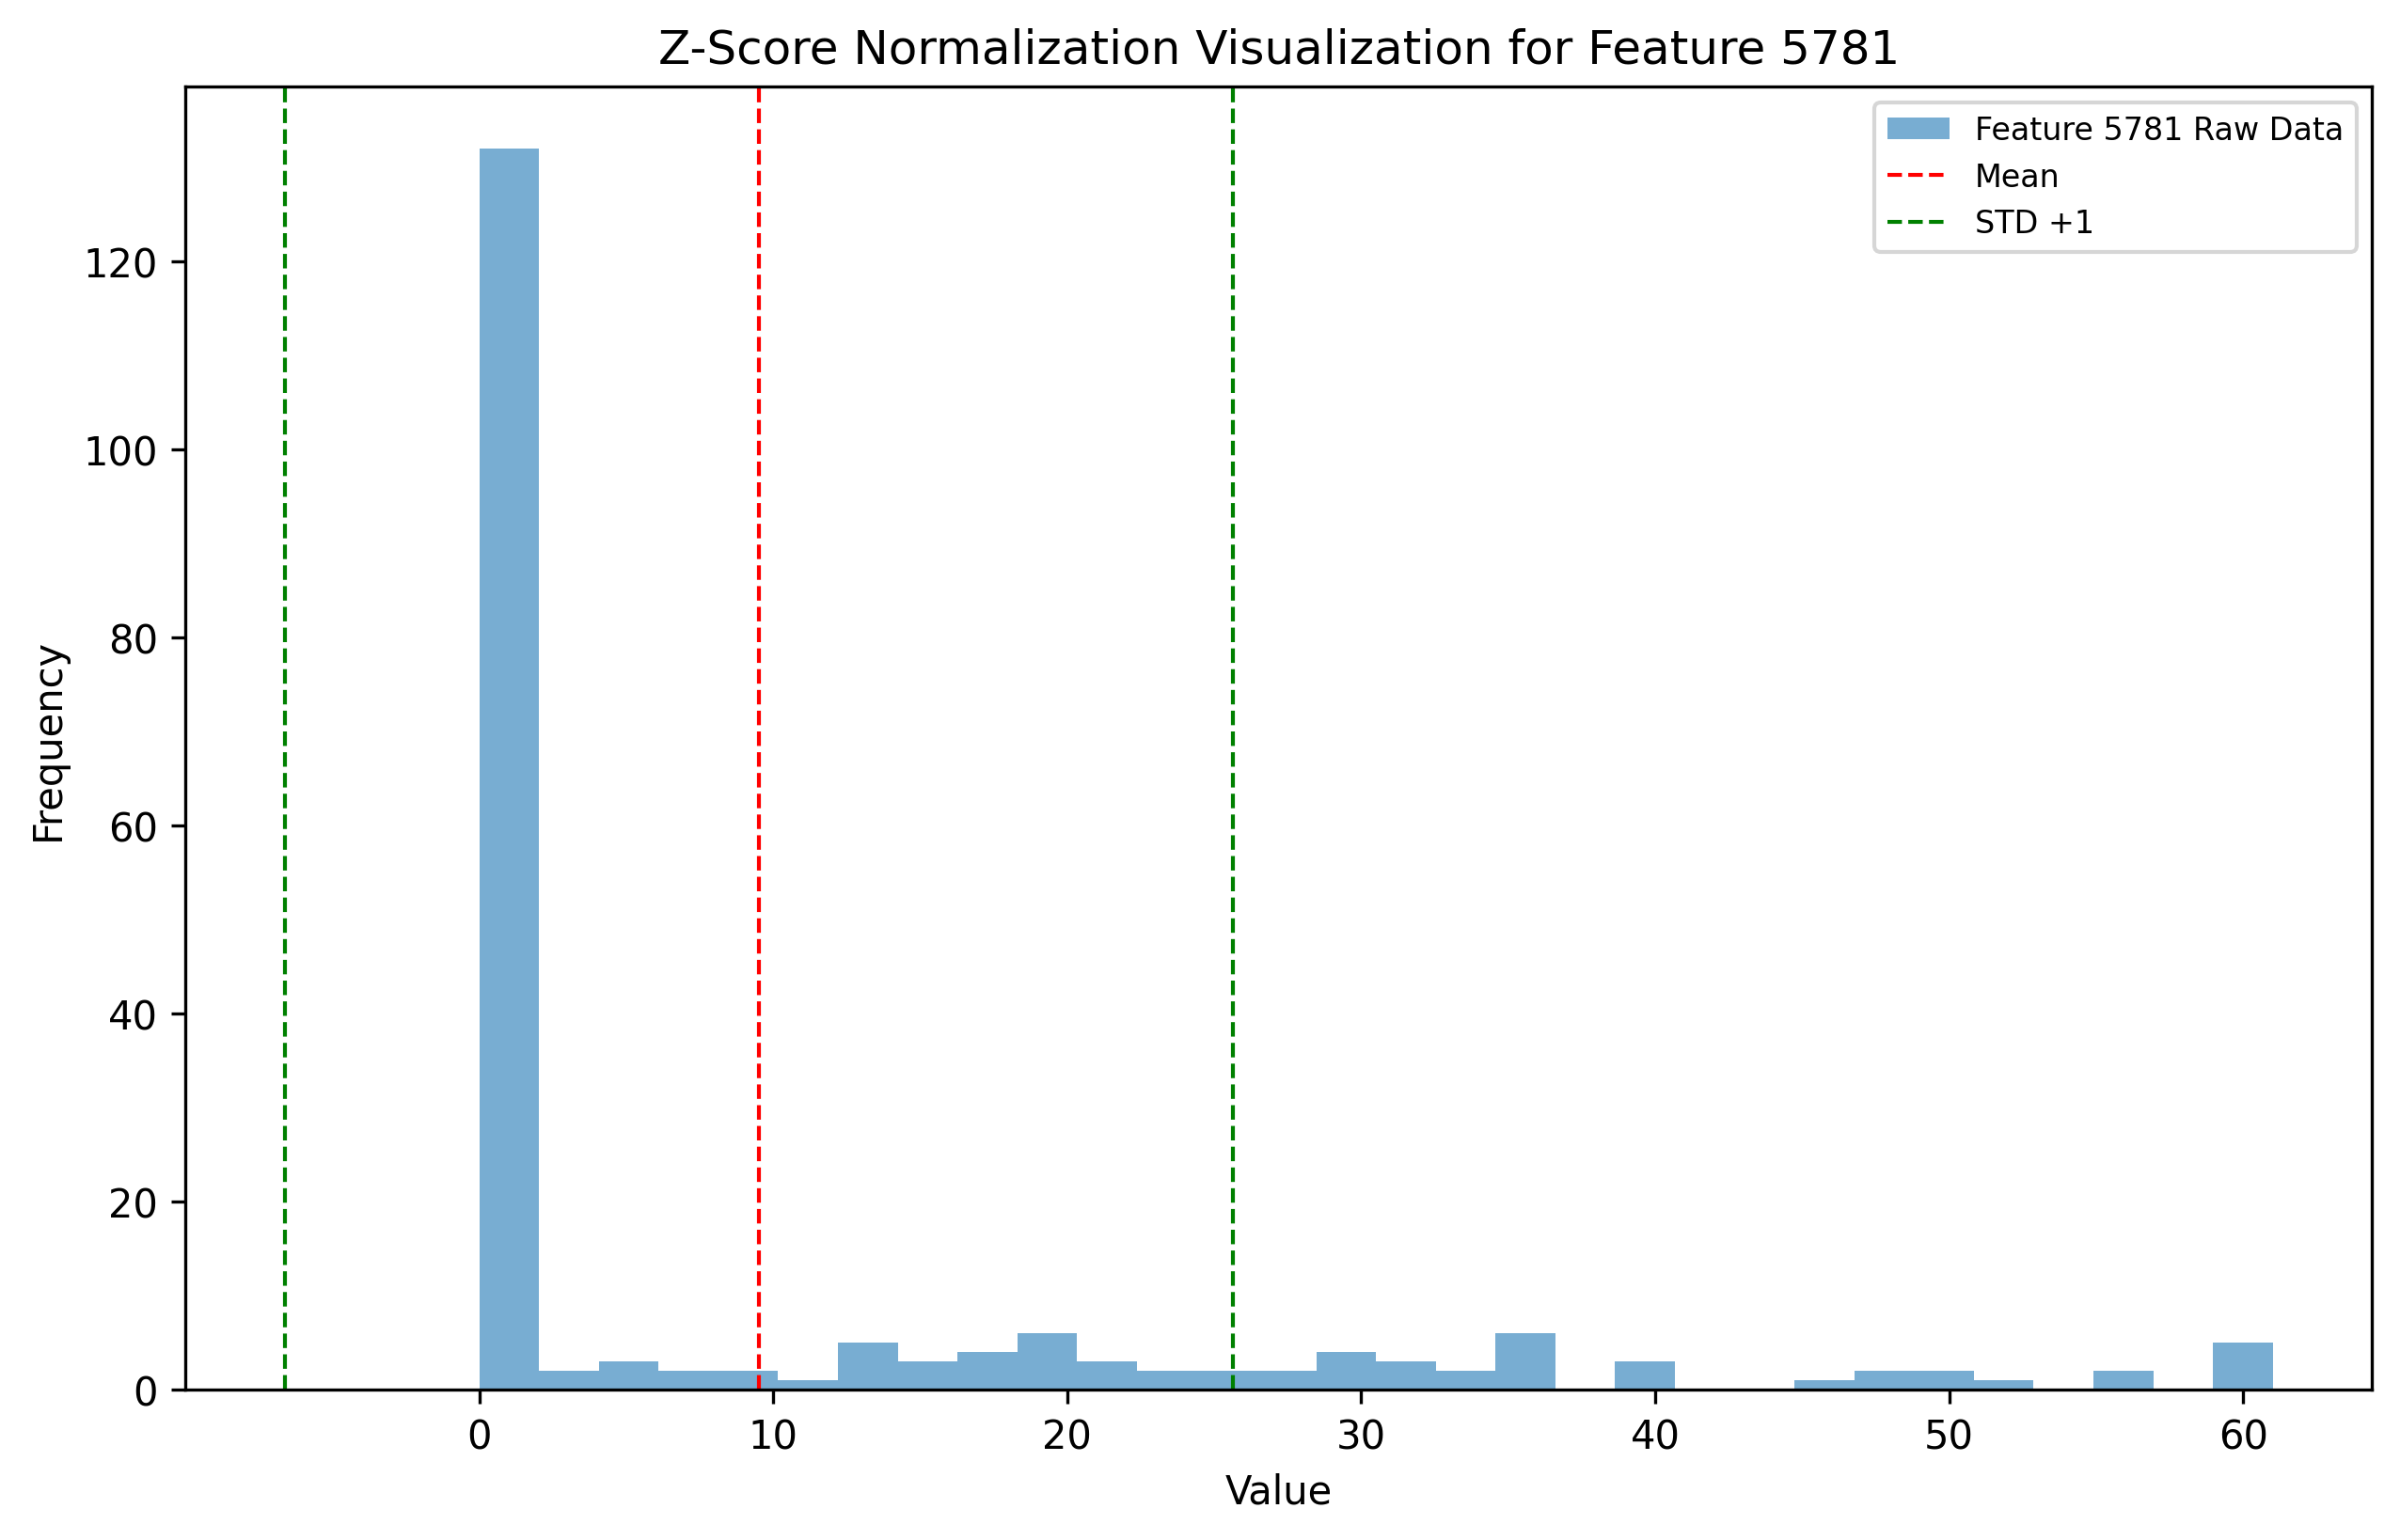 Z-Score Normalization Visualization for Feature 5781
Feature 5781 Raw Data
Mean
STD +1
120
100
80
60
40
20
0
Frequency
0 10 20 30 40 50 60
Value